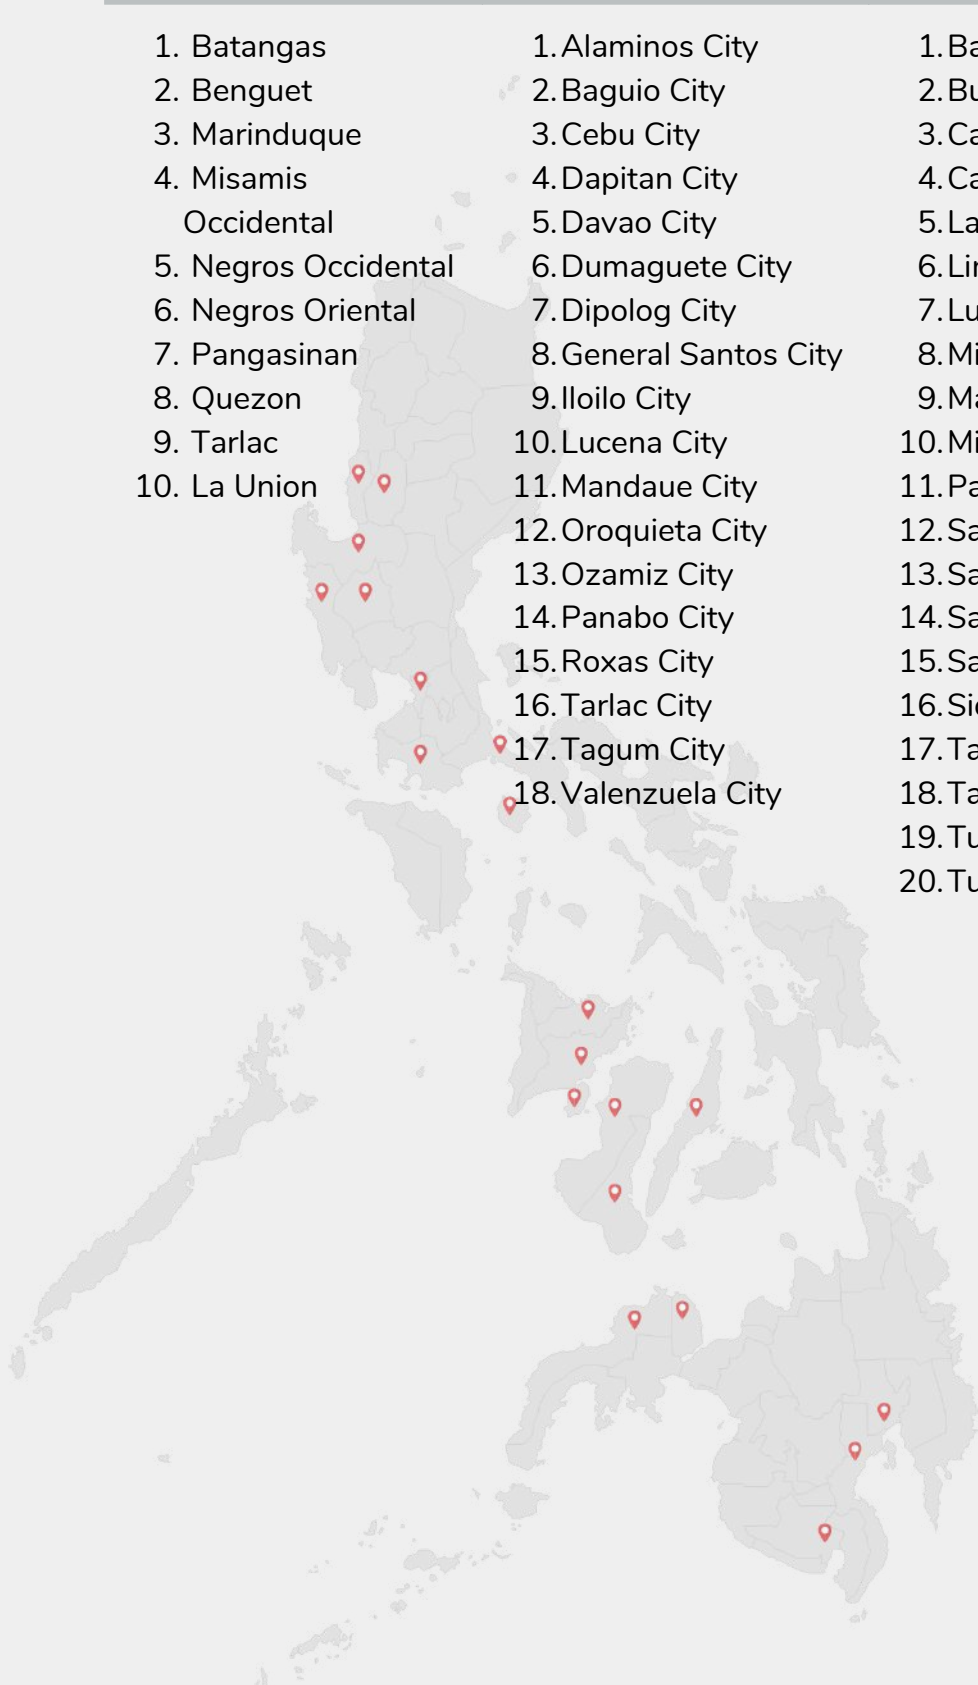 1. Batangas
2. Benguet
3. Marinduque
4. Misamis
Occidental
5. Negros Occidental
6. Negros Oriental
7. Pangasinan
8. Quezon
9. Tarlac
10. La Union
1. Alaminos City
2. Baguio City
3. Cebu City
4. Dapitan City
5. Davao City
6. Dumaguete City
7. Dipolog City
8. General Santos City
9. Iloilo City
10. Lucena City
11. Mandaue City
12. Oroquieta City
13. Ozamiz City
14. Panabo City
15. Roxas City
16. Tarlac City
17. Tagum City
18. Valenzuela City
1.
2.
3.
4.
5.
6.
7.
8.
9.
10.
11.
12.
13.
14.
15.
16.
17.
18.
19.
20.